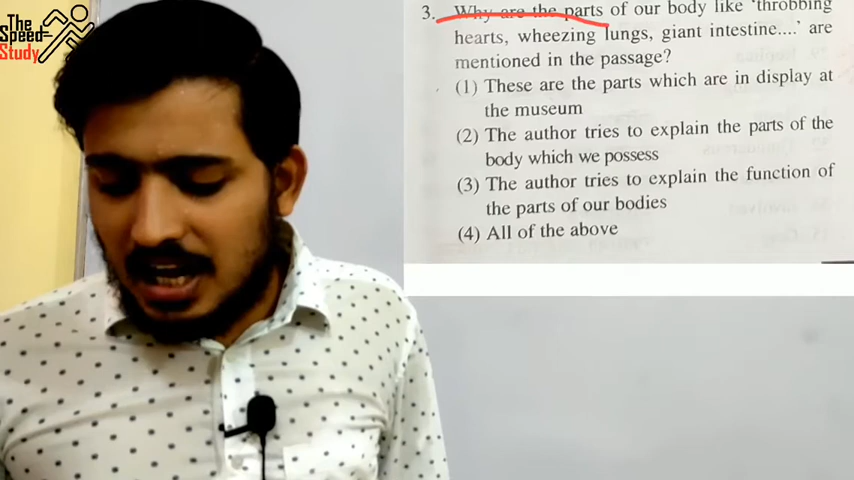 The
Speed
Study
3. Why are the parts of our body like 'throbbing
hearts, wheezing lungs, giant intestine....' are
mentioned in the passage?
(1) These are the parts which are in display at
the museum
(2) The author tries to explain the parts of the
body which we possess
(3) The author tries to explain the function of
the parts of our bodies
(4) All of the above